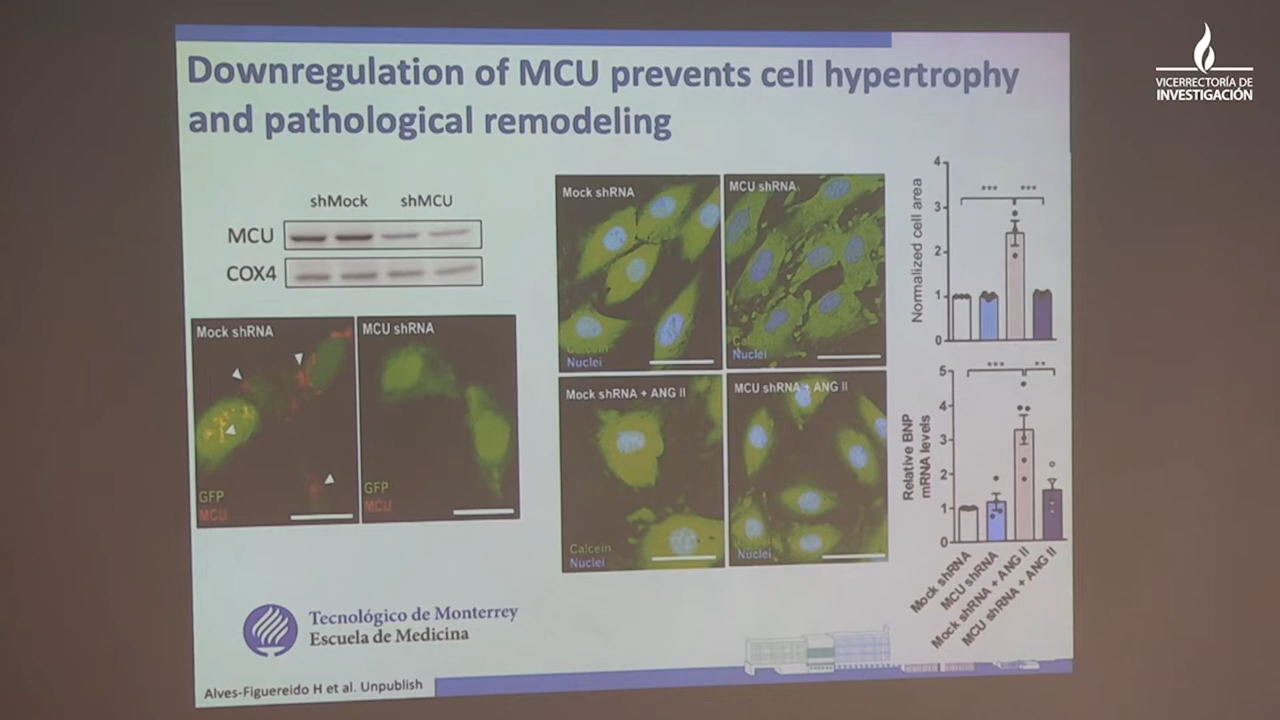 Downregulation of MCU prevents cell hypertrophy
and pathological remodeling
VICERRECTORÍA DE
INVESTIGACIÓN
shMock shMCU
MCU
COX4
Mock shRNA
GFP
MCU
MCU shRNA
GFP
MCU
Mock shRNA
Calcein
Nuclei
MCU shRNA
Calcein
Nuclei
Mock shRNA + ANG II
Calcein
Nuclei
MCU shRNA + ANG II
Nuclei
Normalized cell area
4
3
2
1
0
*** ***
Relative BNP
mRNA levels
5
4
3
2
1
0
*** **
Mock shRNA
MCU shRNA
Mock shRNA + ANG II
MCU shRNA + ANG II
Tecnológico de Monterrey
Escuela de Medicina
Alves-Figuereido H et al. Unpublish